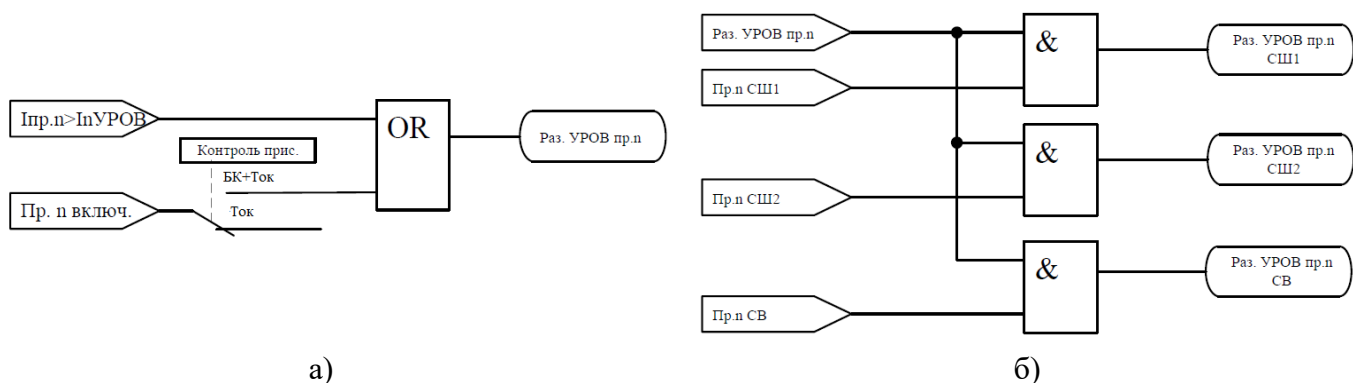 Iпр.n>InУРОВ
Контроль прис.
БК+Ток
Пр. n включ.
Ток
OR
Раз. УРОВ пр.n
а)
Раз. УРОВ пр.n
Пр.n СШ1
&
Раз. УРОВ пр.n
СШ1
Пр.n СШ2
&
Раз. УРОВ пр.n
СШ2
Пр.n СВ
&
Раз. УРОВ пр.n
СВ
б)